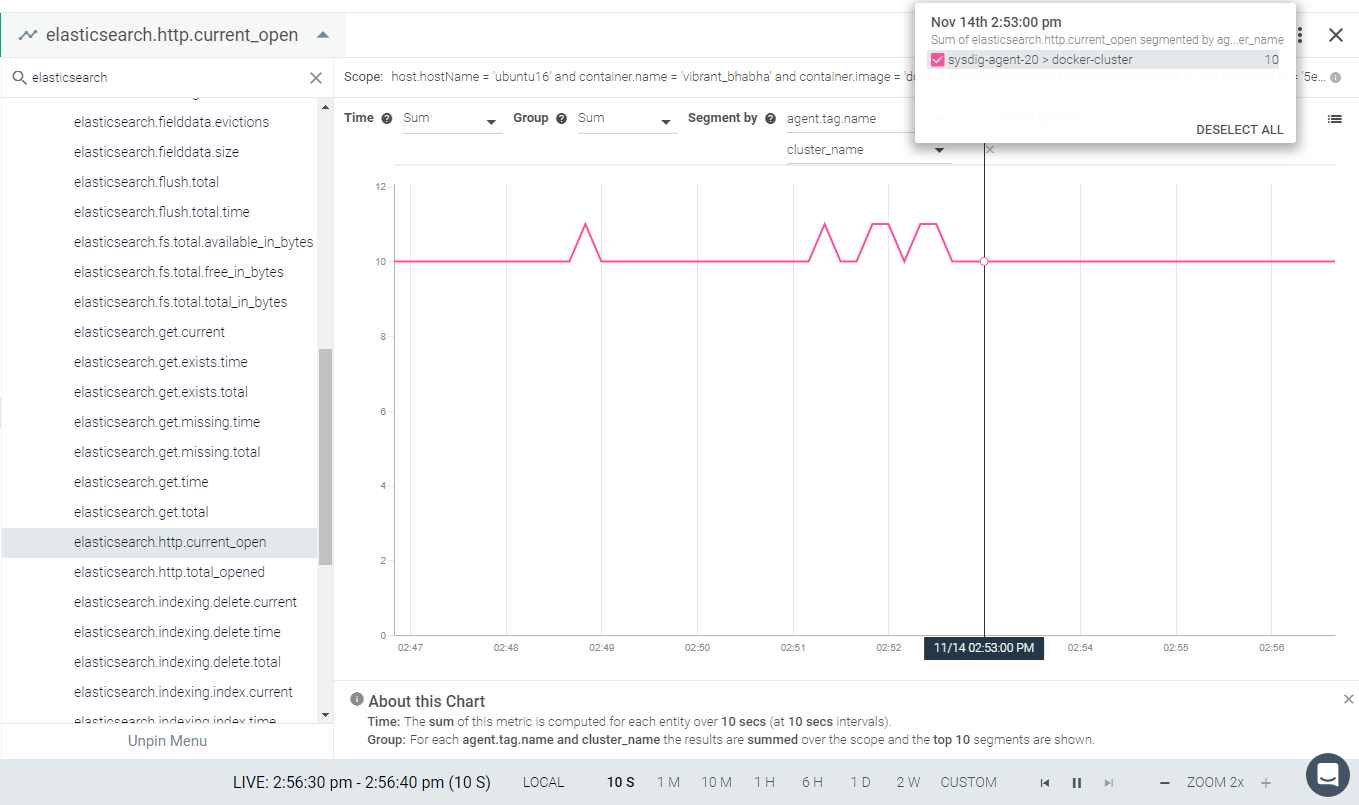 elasticsearch.http.current_open
elasticsearch
elasticsearch.fielddata.evictions
elasticsearch.fielddata.size
elasticsearch.flush.total
elasticsearch.flush.total.time
elasticsearch.fs.total.available_in_bytes
elasticsearch.fs.total.free_in_bytes
elasticsearch.fs.total.total_in_bytes
elasticsearch.get.current
elasticsearch.get.exists.time
elasticsearch.get.exists.total
elasticsearch.get.missing.time
elasticsearch.get.missing.total
elasticsearch.get.time
elasticsearch.get.total
elasticsearch.http.current_open
elasticsearch.http.total_opened
elasticsearch.indexing.delete.current
elasticsearch.indexing.delete.time
elasticsearch.indexing.delete.total
elasticsearch.indexing.index.current
elasticsearch.indexing.index.time
Unpin Menu
Nov 14th 2:53:00 pm
Sum of elasticsearch.http.current_open segmented by ag...er_name
sysdig-agent-20 > docker-cluster 10
DESELECT ALL
Scope: host.hostName = 'ubuntu16' and container.name = 'vibrant_bhabha' and container.image = '5e...
Time Sum Group Sum Segment by agent.tag.name
cluster_name
12
10
8
6
4
2
0
02:47 02:48 02:49 02:50 02:51 02:52 11/14 02:53:00 PM 02:54 02:55 02:56
About this Chart
Time: The sum of this metric is computed for each entity over 10 secs (at 10 secs intervals).
Group: For each agent.tag.name and cluster_name the results are summed over the scope and the top 10 segments are shown.
LIVE: 2:56:30 pm - 2:56:40 pm (10 S) LOCAL 10 S 1 M 10 M 1 H 6 H 1 D 2 W CUSTOM ZOOM 2x